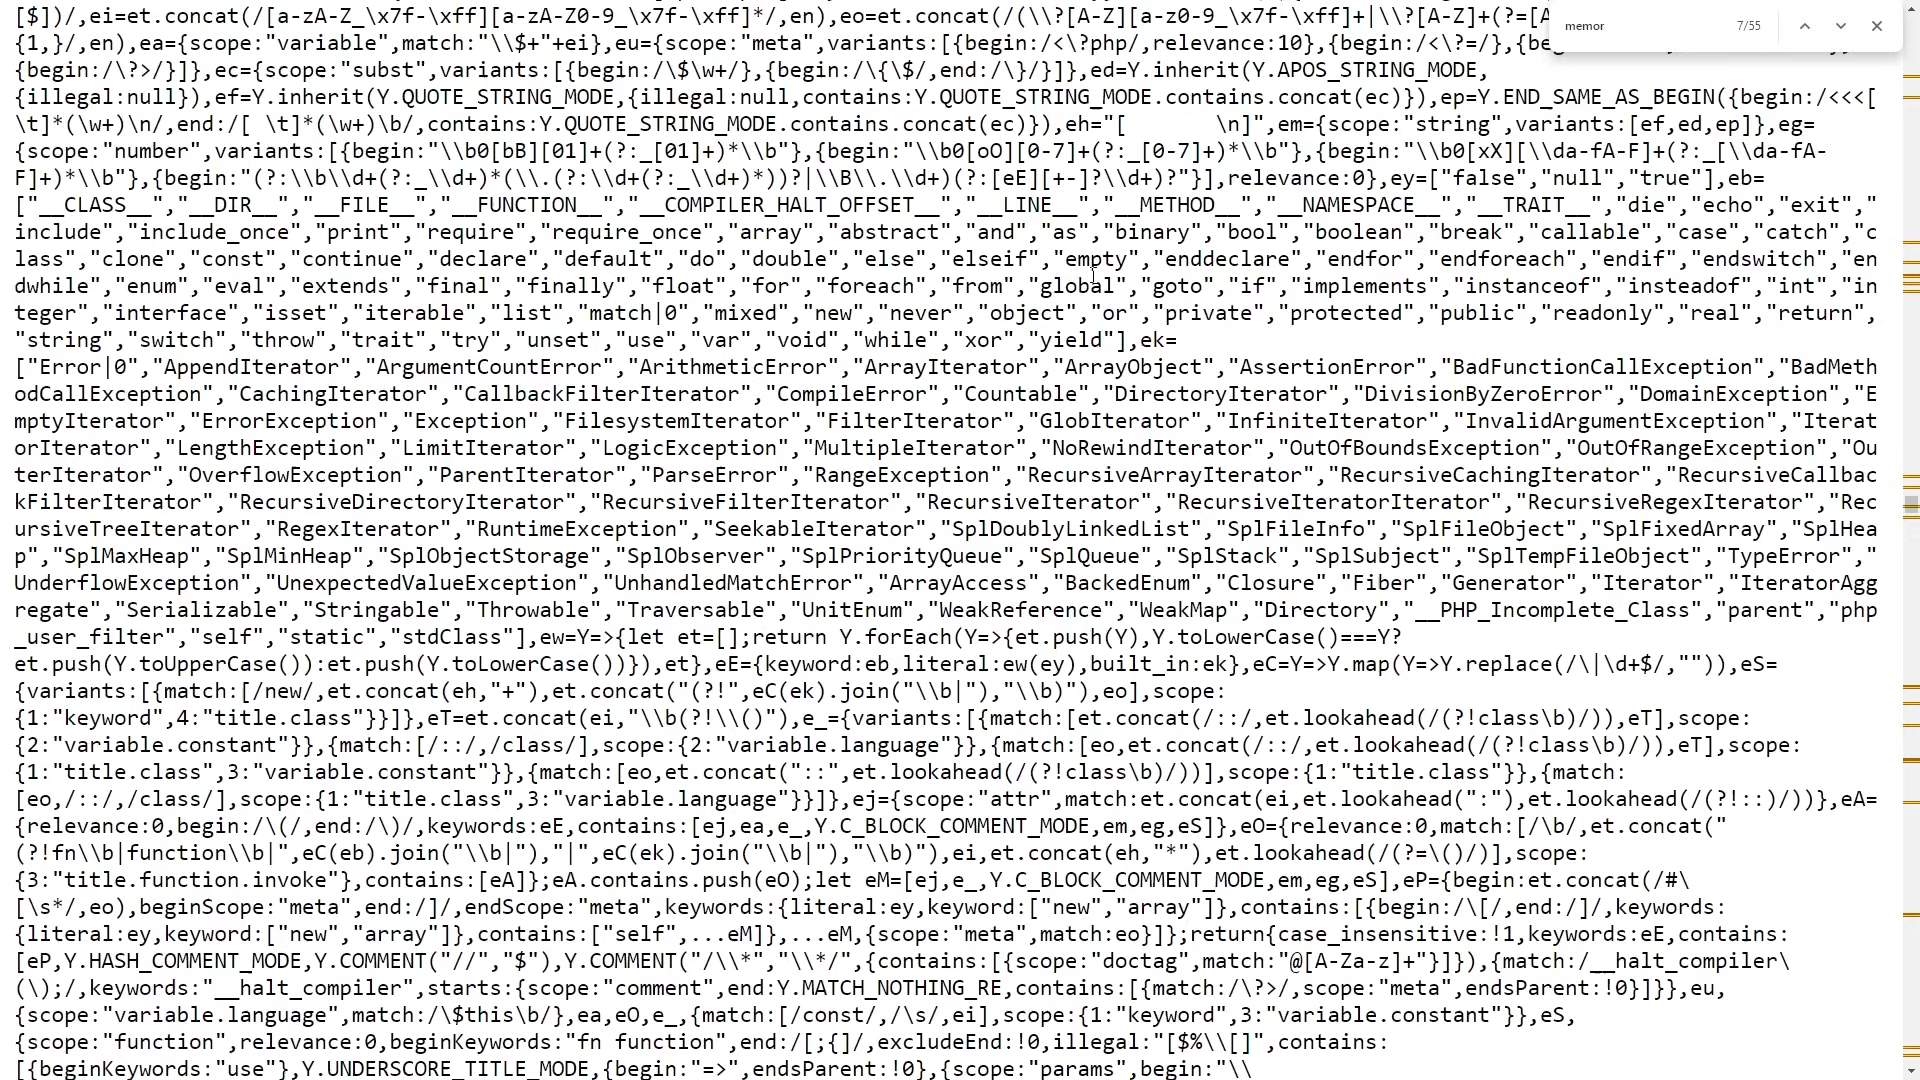 [$])/,ei=et.concat(/[a-zA-Z_\x7f-\xff][a-zA-Z0-9_\x7f-\xff]*/,en),eo=et.concat(/(\\?[A-Z][a-z0-9_\x7f-\xff]+|\\?[A-Z]+(?=[A
memor 7/55
{1,}/,en),ea={scope:"variable",match:"\\$+"+ei},eu={scope:"meta",variants:[{begin:/<\?php/,relevance:10},{begin:/<\?=/},{
{begin:/\?>/}]},ec={scope:"subst",variants:[{begin:/\$\w+/},{begin:/\{\$/,end:/\}/}]},ed=Y.inherit(Y.APOS_STRING_MODE,
{illegal:null}),ef=Y.inherit(Y.QUOTE_STRING_MODE,{illegal:null,contains:Y.QUOTE_STRING_MODE.contains.concat(ec)}),ep=Y.END_SAME_AS_BEGIN({begin:/<<<[
\t]*(\w+)\n/,end:/[ \t]*(\w+)\b/,contains:Y.QUOTE_STRING_MODE.contains.concat(ec)}),eh="[       \n]",em={scope:"string",variants:[ef,ed,ep]},eg=
{scope:"number",variants:[{begin:"\\b0[bB][01]+(?:_[01]+)*\\b"},{begin:"\\b0[oO][0-7]+(?:_[0-7]+)*\\b"},{begin:"\\b0[xX][\\da-fA-F]+(?:_[\\da-fA-
F]+)*\\b"},{begin:"(?:\\b\\d+(?:_\\d+)*(\\.(?:\\d+(?:_\\d+)*))?|\\B\\.\\d+)(?:[eE][+-]?\\d+)?"}],relevance:0},ey=["false","null","true"],eb=
["__CLASS__","__DIR__","__FILE__","__FUNCTION__","__COMPILER_HALT_OFFSET__","__LINE__","__METHOD__","__NAMESPACE__","__TRAIT__","die","echo","exit","
include","include_once","print","require","require_once","array","abstract","and","as","binary","bool","boolean","break","callable","case","catch","c
lass","clone","const","continue","declare","default","do","double","else","elseif","empty","enddeclare","endfor","endforeach","endif","endswitch","en
dwhile","enum","eval","extends","final","finally","float","for","foreach","from","global","goto","if","implements","instanceof","insteadof","int","in
teger","interface","isset","iterable","list","match|0","mixed","new","never","object","or","private","protected","public","readonly","real","return",
"string","switch","throw","trait","try","unset","use","var","void","while","xor","yield"],ek=
["Error|0","AppendIterator","ArgumentCountError","ArithmeticError","ArrayIterator","ArrayObject","AssertionError","BadFunctionCallException","BadMeth
odCallException","CachingIterator","CallbackFilterIterator","CompileError","Countable","DirectoryIterator","DivisionByZeroError","DomainException","E
mptyIterator","ErrorException","Exception","FilesystemIterator","FilterIterator","GlobIterator","InfiniteIterator","InvalidArgumentException","Iterat
orIterator","LengthException","LimitIterator","LogicException","MultipleIterator","NoRewindIterator","OutOfBoundsException","OutOfRangeException","Ou
terIterator","OverflowException","ParentIterator","ParseError","RangeException","RecursiveArrayIterator","RecursiveCachingIterator","RecursiveCallbac
kFilterIterator","RecursiveDirectoryIterator","RecursiveFilterIterator","RecursiveIterator","RecursiveIteratorIterator","RecursiveRegexIterator","Rec
ursiveTreeIterator","RegexIterator","RuntimeException","SeekableIterator","SplDoublyLinkedList","SplFileInfo","SplFileObject","SplFixedArray","SplHea
p","SplMaxHeap","SplMinHeap","SplObjectStorage","SplObserver","SplPriorityQueue","SplQueue","SplStack","SplSubject","SplTempFileObject","TypeError","
UnderflowException","UnexpectedValueException","UnhandledMatchError","ArrayAccess","BackedEnum","Closure","Fiber","Generator","Iterator","IteratorAgg
regate","Serializable","Stringable","Throwable","Traversable","UnitEnum","WeakReference","WeakMap","Directory","__PHP_Incomplete_Class","parent","php
_user_filter","self","static","stdClass"],ew=Y=>{let et=[];return Y.forEach(Y=>{et.push(Y),Y.toLowerCase()===Y?
et.push(Y.toUpperCase()):et.push(Y.toLowerCase())}),et},eE={keyword:eb,literal:ew(ey),built_in:ek},eC=Y=>Y.map(Y=>Y.replace(/\|\d+$/,"")),eS=
{variants:[{match:[/new/,et.concat(eh,"+"),et.concat("(?!",eC(ek).join("\\b|"),"\\b)"),eo],scope:
{1:"keyword",4:"title.class"}}]},eT=et.concat(ei,"\\b(?!\\()"),e_={variants:[{match:[et.concat(/::/,et.lookahead(/(?!class\b)/)),eT],scope:
{2:"variable.constant"}},{match:[/::/,/class/],scope:{2:"variable.language"}},{match:[eo,et.concat(/::/,et.lookahead(/(?!class\b)/)),eT],scope:
{1:"title.class",3:"variable.constant"}},{match:[eo,et.concat("::",et.lookahead(/(?!class\b)/))],scope:{1:"title.class"}},{match:
[eo,/::/,/class/],scope:{1:"title.class",3:"variable.language"}}]},ej={scope:"attr",match:et.concat(ei,et.lookahead(":"),et.lookahead(/(?!::)/))},eA=
{relevance:0,begin:/\(/,end:/\)/,keywords:eE,contains:[ej,ea,e_,Y.C_BLOCK_COMMENT_MODE,em,eg,eS]},eO={relevance:0,match:[/\b/,et.concat("
(?!fn\\b|function\\b|",eC(eb).join("\\b|"),"|",eC(ek).join("\\b|"),"\\b)"),ei,et.concat(eh,"*"),et.lookahead(/(?=\()/)],scope:
{3:"title.function.invoke"},contains:[eA]};eA.contains.push(eO);let eM=[ej,e_,Y.C_BLOCK_COMMENT_MODE,em,eg,eS],eP={begin:et.concat(/#\
[\s*/,eo),beginScope:"meta",end:/]/,endScope:"meta",keywords:{literal:ey,keyword:["new","array"]},contains:[{begin:/\[/,end:/]/,keywords:
{literal:ey,keyword:["new","array"]},contains:["self",...eM]},...eM,{scope:"meta",match:eo}]};return{case_insensitive:!1,keywords:eE,contains:
[eP,Y.HASH_COMMENT_MODE,Y.COMMENT("//","$"),Y.COMMENT("/\\*","\\*/",{contains:[{scope:"doctag",match:"@[A-Za-z]+"}]}),{match:/__halt_compiler\
(\);/,keywords:"__halt_compiler",starts:{scope:"comment",end:Y.MATCH_NOTHING_RE,contains:[{match:/\?>/,scope:"meta",endsParent:!0}]}},eu,
{scope:"variable.language",match:/\$this\b/},ea,eO,e_,{match:[/const/,/\s/,ei],scope:{1:"keyword",3:"variable.constant"}},eS,
{scope:"function",relevance:0,beginKeywords:"fn function",end:/[;{]/,excludeEnd:!0,illegal:"[$%\\[]",contains:
[{beginKeywords:"use"},Y.UNDERSCORE_TITLE_MODE,{begin:"=>",endsParent:!0},{scope:"params",begin:"\\